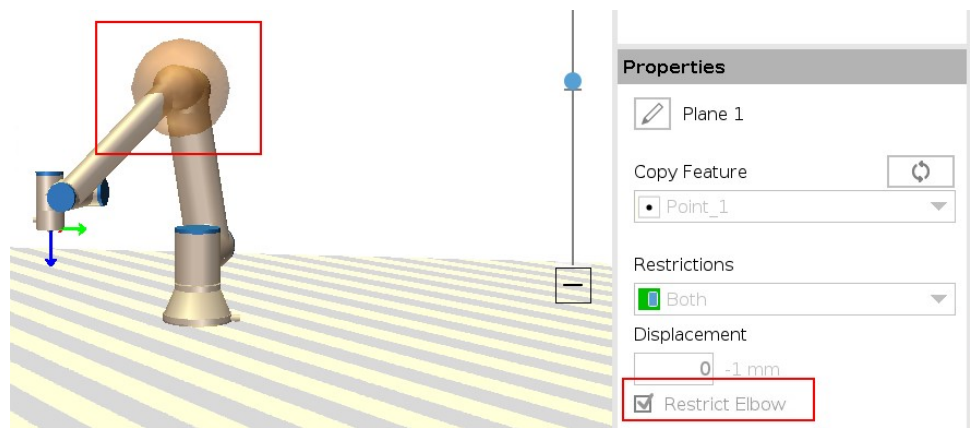 Properties
Plane 1
Copy Feature
Point_1
Restrictions
Both
Displacement
0 -1 mm
Restrict Elbow